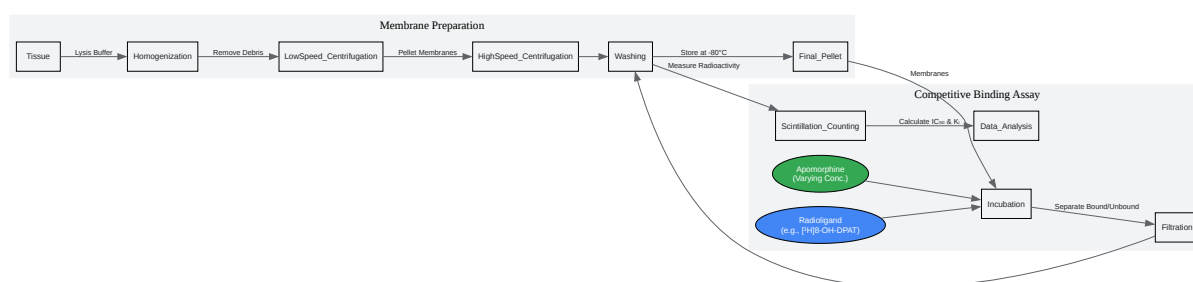 Membrane Preparation
Tissue
Lysis Buffer
Homogenization
Remove Debris
LowSpeed_Centrifugation
Pellet Membranes
HighSpeed_Centrifugation
Washing
Store at -80°C
Final_Pellet
Measure Radioactivity
Membranes
Competitive Binding Assay
Scintillation_Counting
Calculate IC₅₀ & Kᵢ
Data_Analysis
Apomorphine
(Varying Conc.)
Incubation
Separate Bound/Unbound
Radioligand
(e.g., [³H]8-OH-DPAT)
Filtration